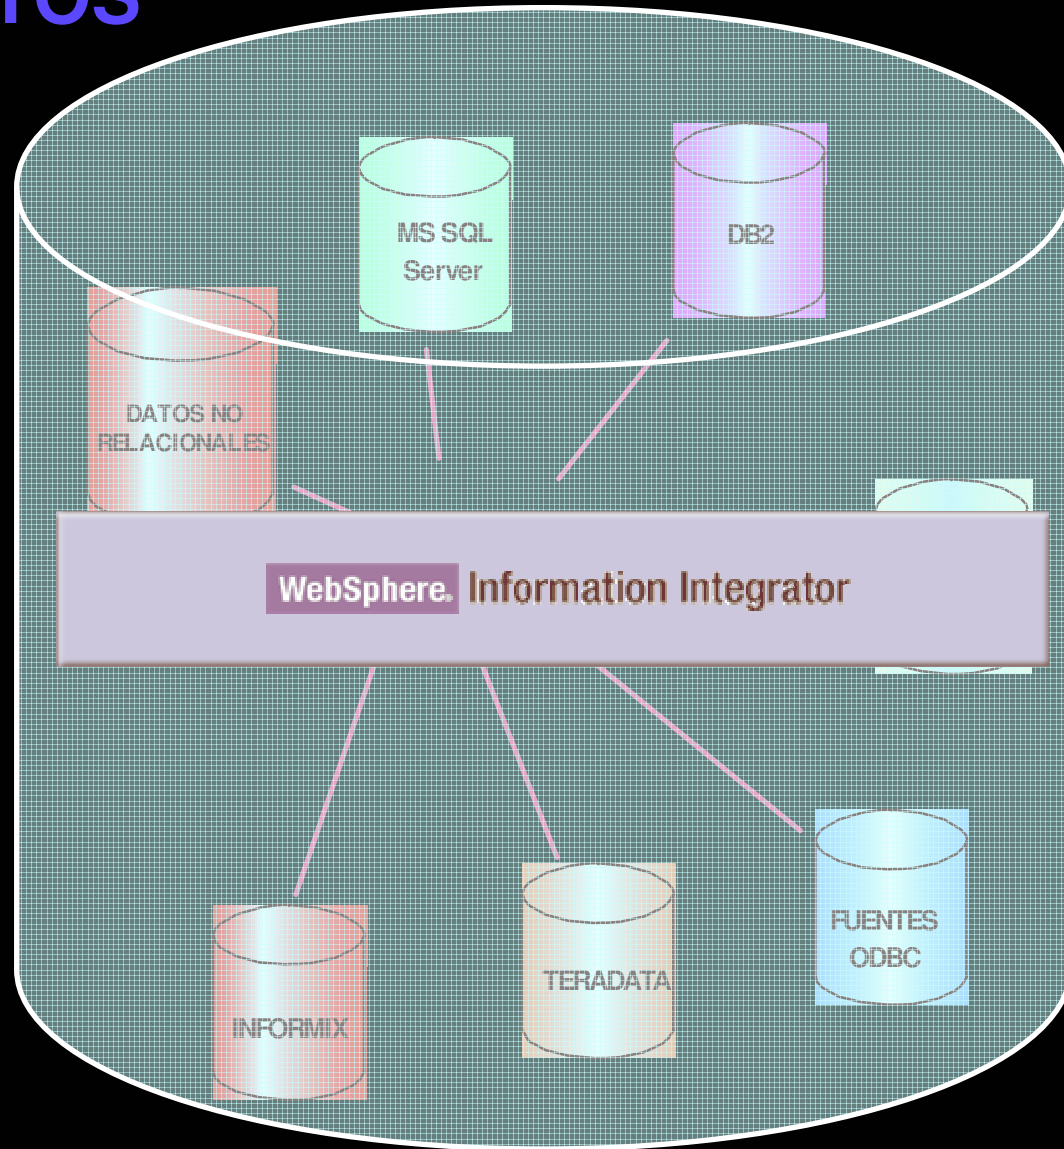 MS SQL
Server
DB2
DATOS NO
RELACIONALES
WebSphere. Information Integrator
FUENTES
ODBC
TERADATA
INFORMIX